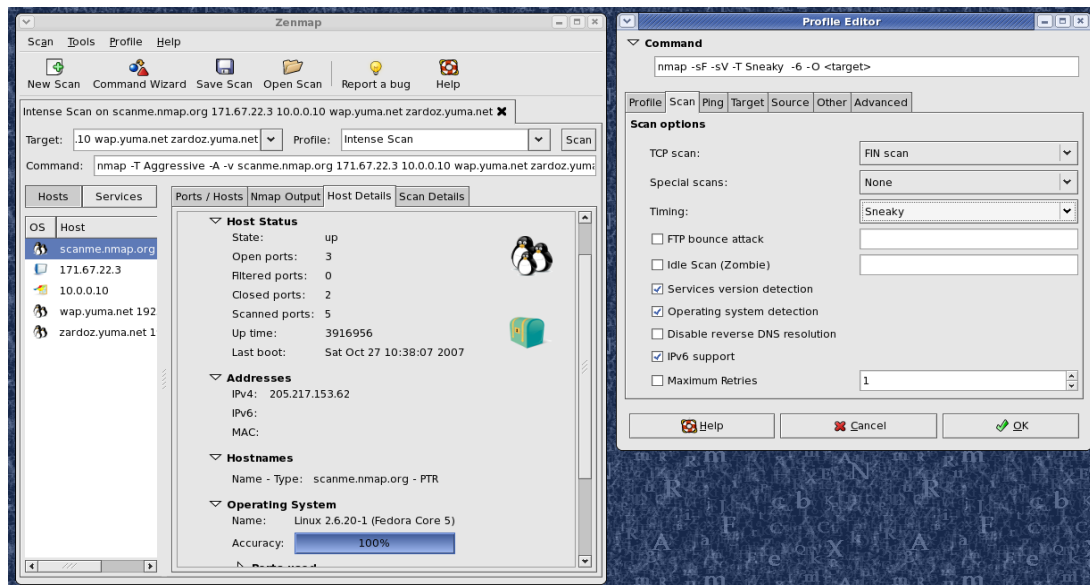 Zenmap
Scan Tools Profile Help
New Scan Command Wizard Save Scan Open Scan Report a bug Help
Intense Scan on scanme.nmap.org 171.67.22.3 10.0.0.10 wap.yuma.net zardoz.yuma.net
Target: .10 wap.yuma.net zardoz.yuma.net Profile: Intense Scan Scan
Command: nmap -T Aggressive -A -v scanme.nmap.org 171.67.22.3 10.0.0.10 wap.yuma.net zardoz.yuma
Hosts Services
OS Host
scanme.nmap.org
171.67.22.3
10.0.0.10
wap.yuma.net 192
zardoz.yuma.net 1
Ports / Hosts Nmap Output Host Details Scan Details
Host Status
State: up
Open ports: 3
Filtered ports: 0
Closed ports: 2
Scanned ports: 5
Up time: 3916956
Last boot: Sat Oct 27 10:38:07 2007
Addresses
IPv4: 205.217.153.62
IPv6:
MAC:
Hostnames
Name - Type: scanme.nmap.org - PTR
Operating System
Name: Linux 2.6.20-1 (Fedora Core 5)
Accuracy: 100%
Ports used
Profile Editor
Command
nmap -sF -sV -T Sneaky -6 -O <target>
Profile Scan Ping Target Source Other Advanced
Scan options
TCP scan: FIN scan
Special scans: None
Timing: Sneaky
FTP bounce attack
Idle Scan (Zombie)
Services version detection
Operating system detection
Disable reverse DNS resolution
IPv6 support
Maximum Retries 1
Help Cancel OK